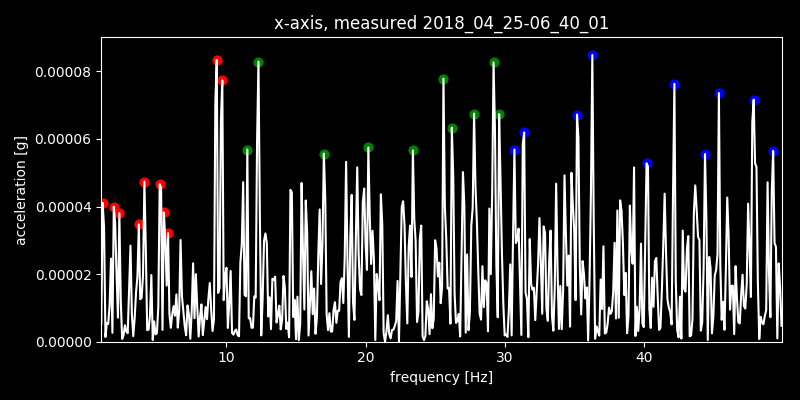 x-axis, measured 2018_04_25-06_40_01
0.00008
0.00006
0.00004
0.00002
0.00000
acceleration [g]
10 20 30 40
frequency [Hz]